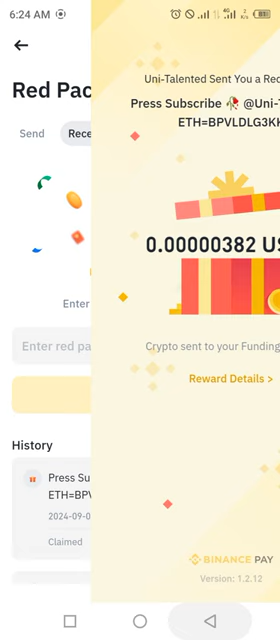 6:24 AM
Red Pac
Send
Rece
Enter
Enter red pa
History
Press Su
ETH=BPV
2024-09-0
Claimed
Uni-Talented Sent You a Rec
Press Subscribe 🥀 @Uni-T
ETH=BPVLDLG3KH
0.00000382 US
Crypto sent to your Funding
Reward Details >
BINANCE PAY
Version: 1.2.12